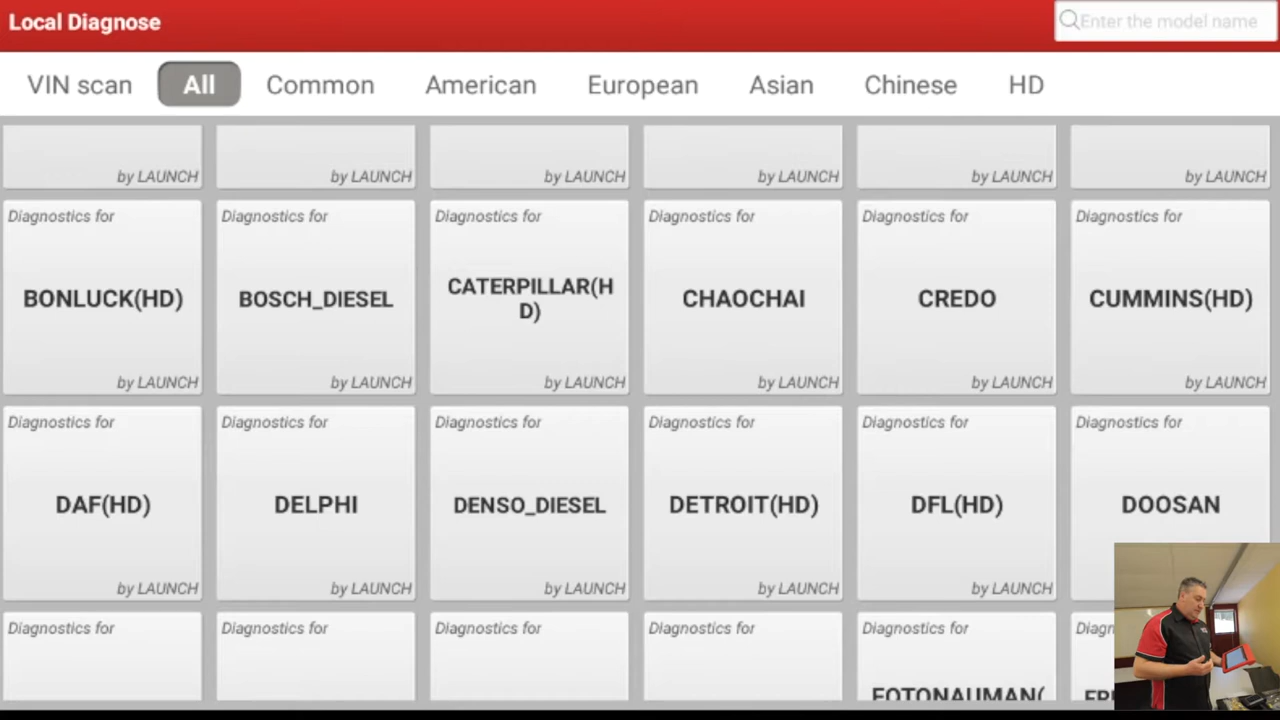 Local Diagnose
Enter the model name
VIN scan All Common American European Asian Chinese HD
by LAUNCH by LAUNCH by LAUNCH by LAUNCH by LAUNCH by LAUNCH
Diagnostics for Diagnostics for Diagnostics for Diagnostics for Diagnostics for Diagnostics for
BONLUCK(HD) BOSCH_DIESEL CATERPILLAR(H
D) CHAOCHAI CREDO CUMMINS(HD)
by LAUNCH by LAUNCH by LAUNCH by LAUNCH by LAUNCH by LAUNCH
Diagnostics for Diagnostics for Diagnostics for Diagnostics for Diagnostics for Diagnostics for
DAF(HD) DELPHI DENSO_DIESEL DETROIT(HD) DFL(HD) DOOSAN
by LAUNCH by LAUNCH by LAUNCH by LAUNCH by LAUNCH
Diagnostics for Diagnostics for Diagnostics for Diagnostics for Diagnostics for
FOTONAUMAN(